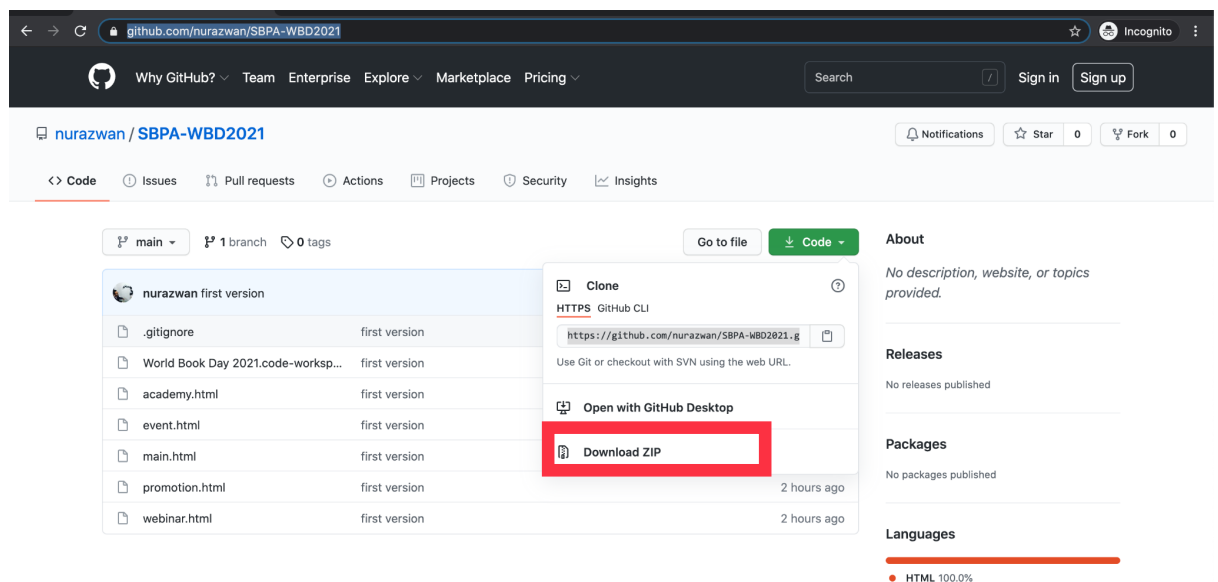 github.com/nurazwan/SBPA-WBD2021
Incognito
Why GitHub? Team Enterprise Explore Marketplace Pricing
Search /
Sign in Sign up
nurazwan / SBPA-WBD2021
Notifications Star 0 Fork 0
<> Code Issues Pull requests Actions Projects Security Insights
main 1 branch 0 tags
Go to file Code
nurazwan first version
.gitignore first version
World Book Day 2021.code-worksp... first version
academy.html first version
event.html first version
main.html first version
promotion.html first version 2 hours ago
webinar.html first version 2 hours ago
Clone
HTTPS GitHub CLI
https://github.com/nurazwan/SBPA-WBD2021.g
Use Git or checkout with SVN using the web URL.
Open with GitHub Desktop
Download ZIP
About
No description, website, or topics
provided.
Releases
No releases published
Packages
No packages published
Languages
HTML 100.0%